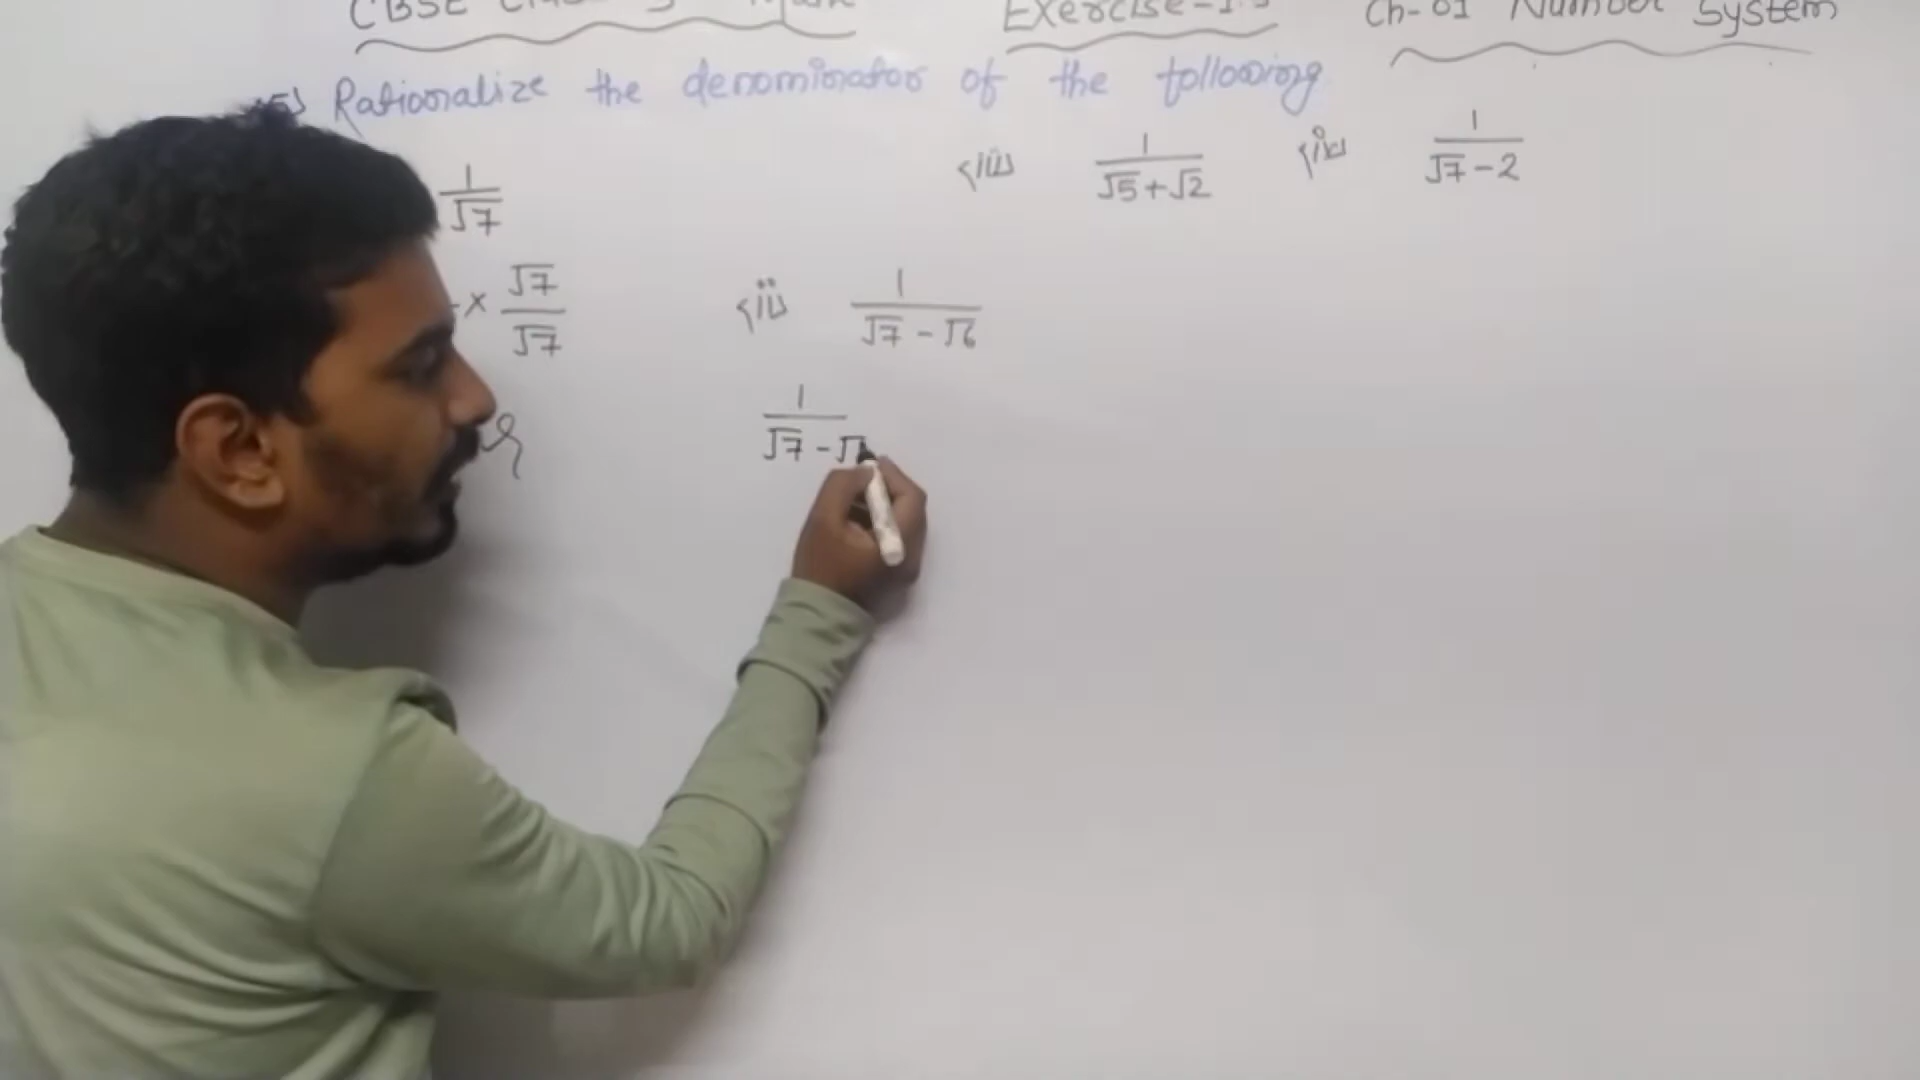 CBSE Exercise-1. Ch-01 Number System
Rationalize the denominator of the following
1/√7 (iii) 1/(√5+√2) (iv) 1/(√7-2)
× √7/√7 (ii) 1/(√7-√6)
1/(√7-√